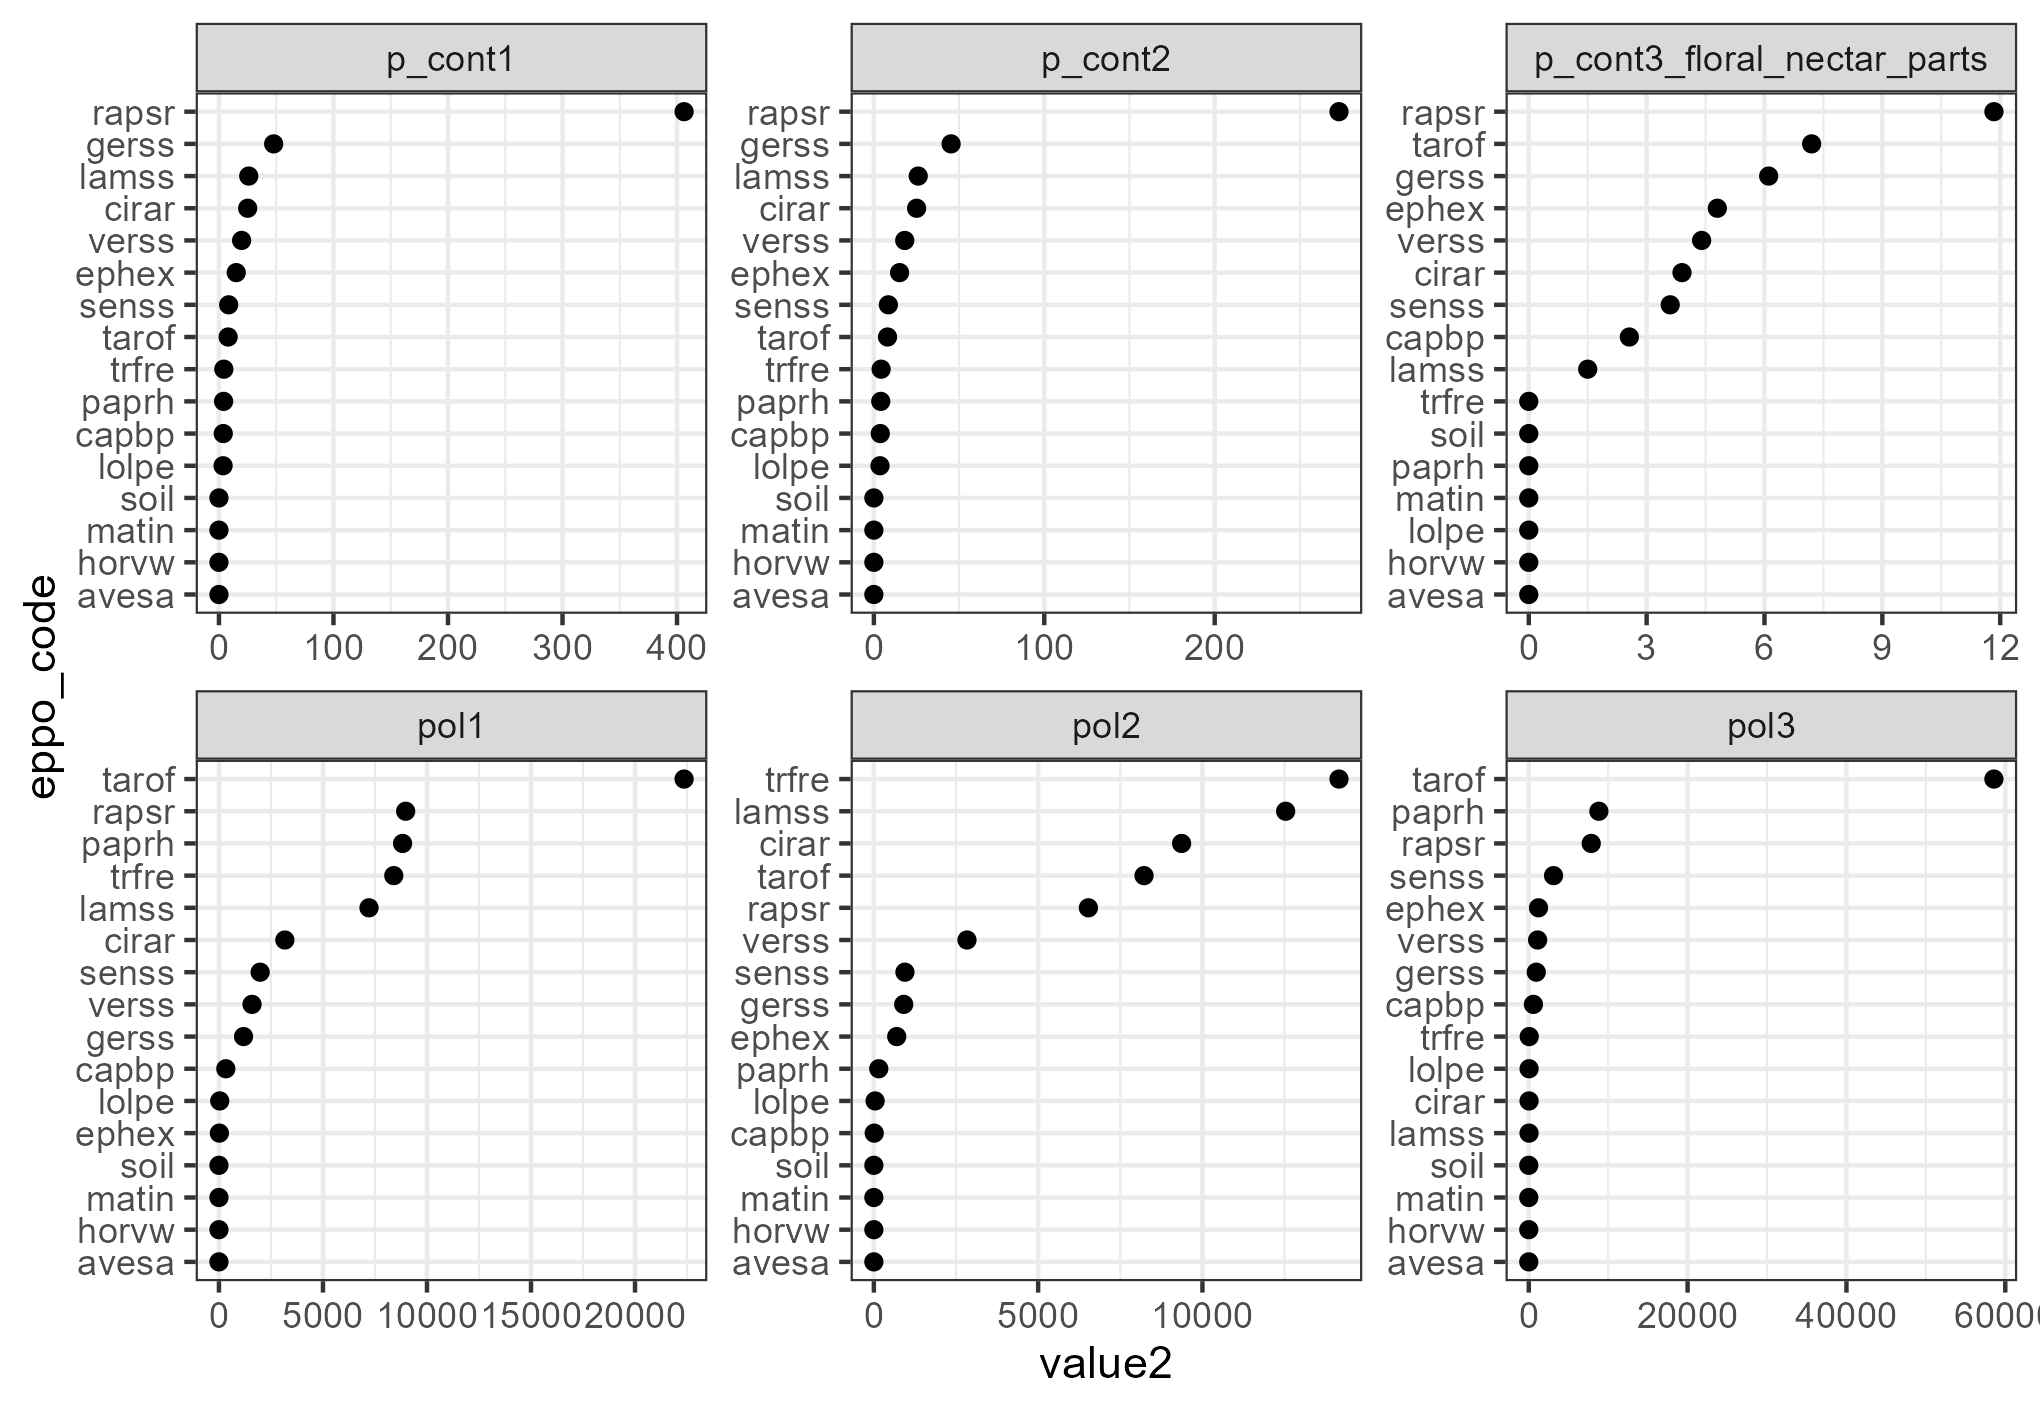 p_cont1
rapsr
gerss
lamss
cirar
verss
ephex
senss
tarof
trfre
paprh
capbp
lolpe
soil
matin
horvw
avesa
0 100 200 300 400
p_cont2
rapsr
gerss
lamss
cirar
verss
ephex
senss
tarof
trfre
paprh
capbp
lolpe
soil
matin
horvw
avesa
0 100 200
p_cont3_floral_nectar_parts
rapsr
tarof
gerss
ephex
verss
cirar
senss
capbp
lamss
trfre
soil
paprh
matin
lolpe
horvw
avesa
0 3 6 9 12
eppo_code
pol1
tarof
rapsr
paprh
trfre
lamss
cirar
senss
verss
gerss
capbp
lolpe
ephex
soil
matin
horvw
avesa
0 5000 10000 15000 20000
pol2
trfre
lamss
cirar
tarof
rapsr
verss
senss
gerss
ephex
paprh
lolpe
capbp
soil
matin
horvw
avesa
0 5000 10000
pol3
tarof
paprh
rapsr
senss
ephex
verss
gerss
capbp
trfre
lolpe
cirar
lamss
soil
matin
horvw
avesa
0 20000 40000 60000
value2